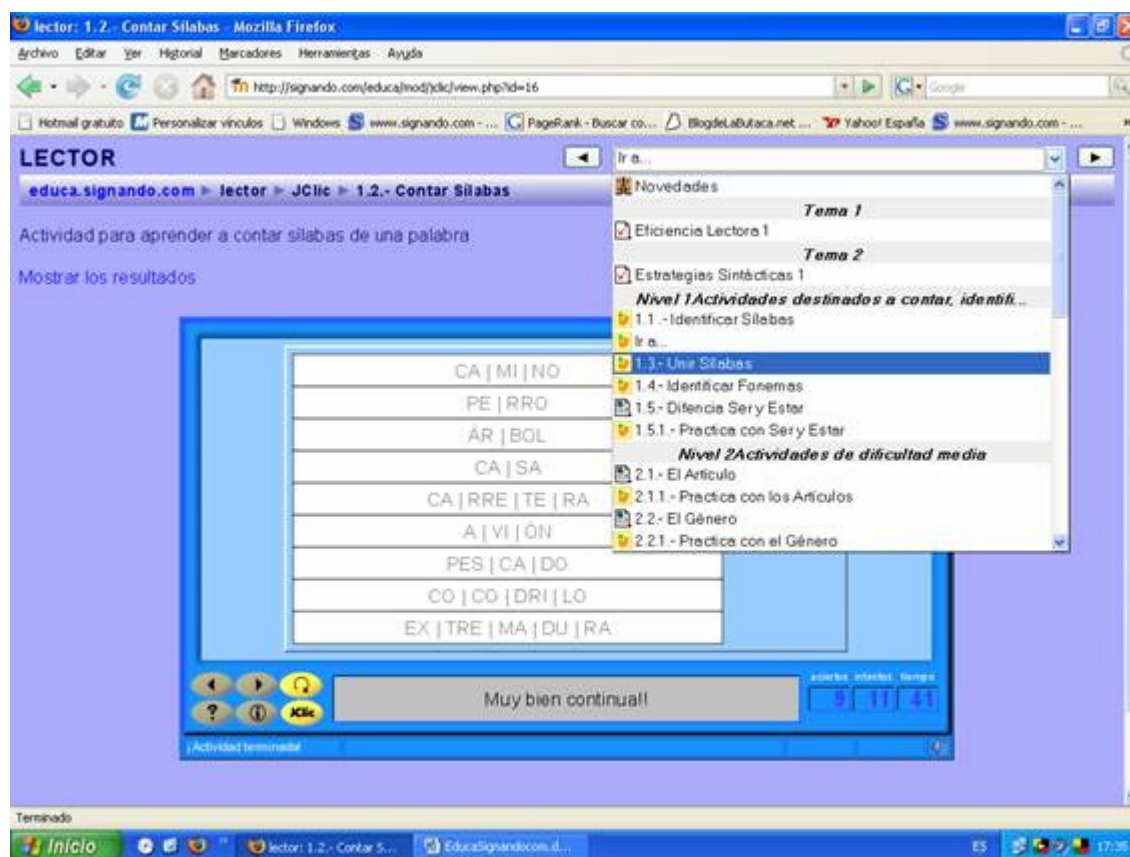 lector: 1.2.- Contar Sílabas - Mozilla Firefox
Archivo Editar Ver Historial Marcadores Herramientas Ayuda
http://signando.com/educa/mod/jclic/view.php?id=16
Google
Hotmail gratuito Personalizar vínculos Windows www.signando.com - ... PageRank - Buscar co... BlogdeLaButaca.net ... Yahoo! España www.signando.com - ...
LECTOR
Ir a...
educa.signando.com ► lector ► JClic ► 1.2.- Contar Sílabas
Actividad para aprender a contar sílabas de una palabra
Mostrar los resultados
Novedades
Tema 1
Eficiencia Lectora 1
Tema 2
Estrategias Sintácticas 1
Nivel 1Actividades destinados a contar, identifi...
1.1.-Identificar Sílabas
Ir a...
1.3.- Unir Sílabas
1.4.- Identificar Fonemas
1.5.- Difencia Ser y Estar
1.5.1.- Practica con Ser y Estar
Nivel 2Actividades de dificultad media
2.1.- El Artículo
2.1.1.- Practica con los Artículos
2.2.- El Género
2.2.1.- Practica con el Género
CA | MI | NO
PE | RRO
ÁR | BOL
CA | SA
CA | RRE | TE | RA
A | VI | ÓN
PES | CA | DO
CO | CO | DRI | LO
EX | TRE | MA | DU | RA
Muy bien continua!!
aciertos intentos tiempo
9 11 41
? JClic
¡Actividad terminada!
Terminado
Inicio
lector: 1.2.- Contar S...
EducaSignandocom.d...
ES
17:35